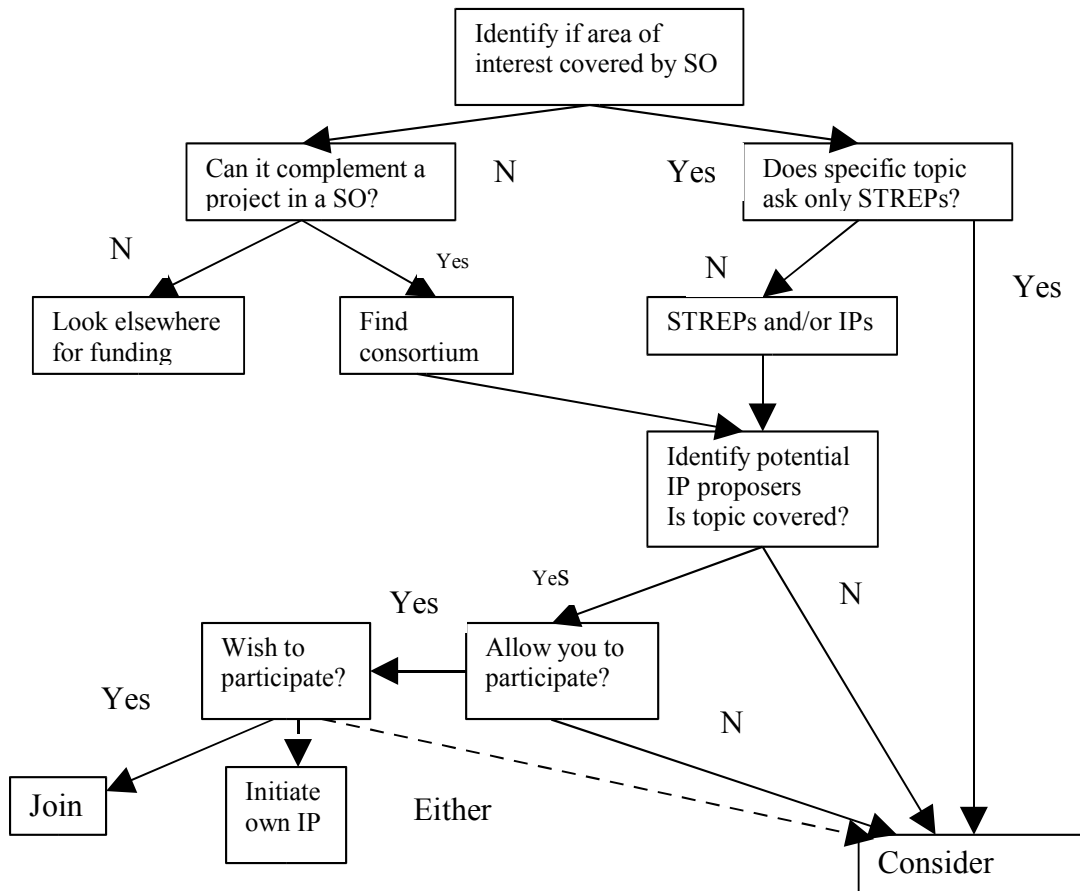 Identify if area of
interest covered by SO
Can it complement a
project in a SO?
N
Yes
Does specific topic
ask only STREPs?
N
Yes
N
Yes
Look elsewhere
for funding
Find
consortium
STREPs and/or IPs
Identify potential
IP proposers
Is topic covered?
Yes
N
Yes
Wish to
participate?
Allow you to
participate?
Yes
N
Join
Initiate
own IP
Either
Consider